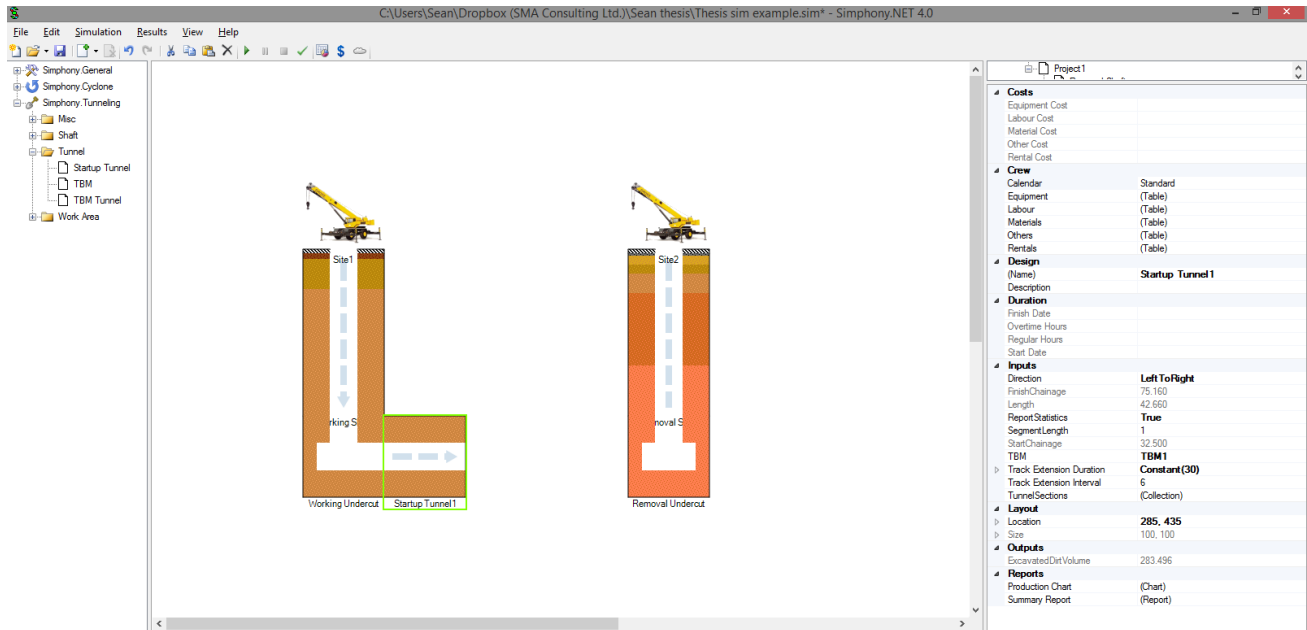 C:\Users\Sean\Dropbox (SMA Consulting Ltd.)\Sean thesis\Thesis sim example.sim* - Simphony.NET 4.0
File Edit Simulation Results View Help
Simphony.General
Simphony.Cyclone
Simphony.Tunneling
Misc
Shaft
Tunnel
Startup Tunnel
TBM
TBM Tunnel
Work Area
Site1
rking S
Working Undercut
Startup Tunnel1
Site2
noval S
Removal Undercut
Project1
Costs
Equipment Cost
Labour Cost
Material Cost
Other Cost
Rental Cost
Crew
Calendar Standard
Equipment (Table)
Labour (Table)
Materials (Table)
Others (Table)
Rentals (Table)
Design
(Name) Startup Tunnel1
Description
Duration
Finish Date
Overtime Hours
Regular Hours
Start Date
Inputs
Direction LeftToRight
FinishChainage 75.160
Length 42.660
ReportStatistics True
SegmentLength 1
StartChainage 32.500
TBM TBM1
Track Extension Duration Constant(30)
Track Extension Interval 6
TunnelSections (Collection)
Layout
Location 285, 435
Size 100, 100
Outputs
ExcavatedDirtVolume 283.496
Reports
Production Chart (Chart)
Summary Report (Report)